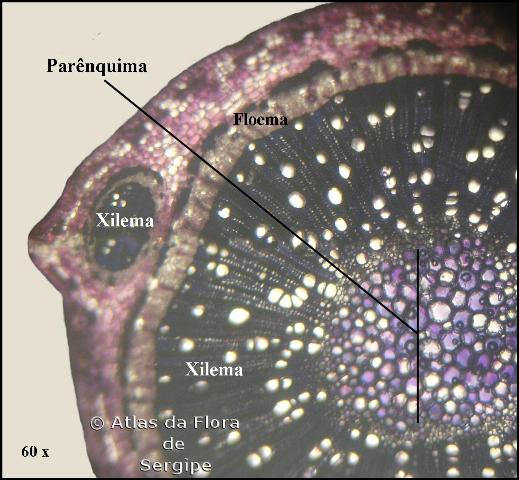 Parênquima
Floema
Xilema
Xilema
© Atlas da Flora
de
Sergipe
60 x